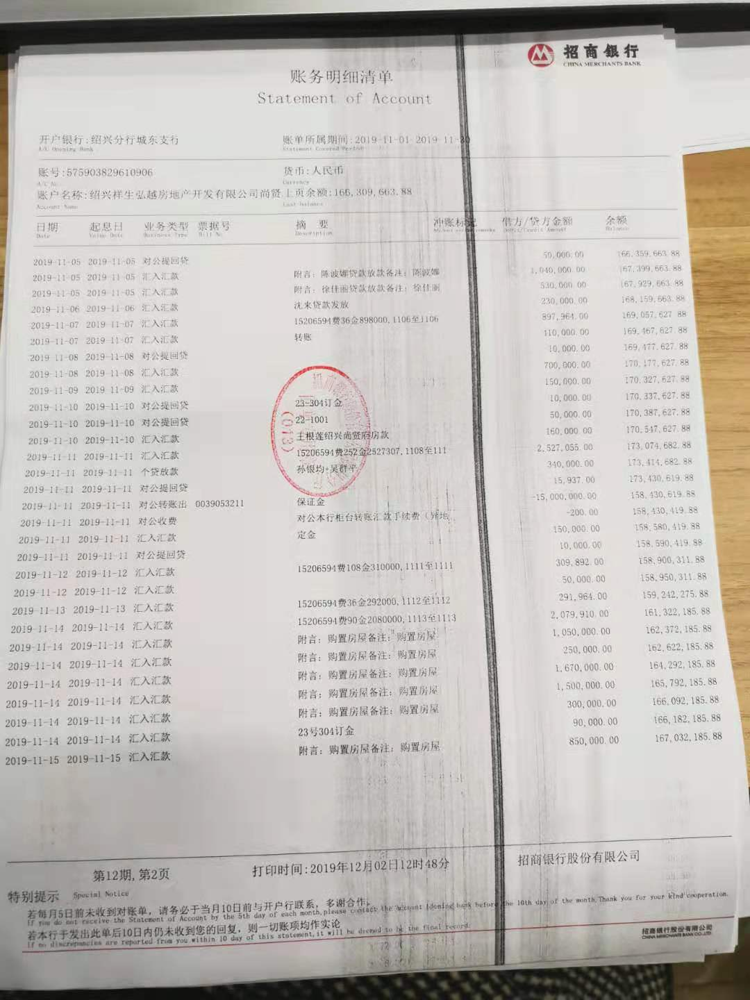 招商銀行
CHINA MERCHANTS BANK
账务明细清单
Statement of Account
开户银行:绍兴分行城东支行 账单所属期间:2019-11-01-2019-11-30
A/C Opening Bank Statement Covered Period
账号:575903829610906 货币:人民币
A/C No. Currency
账户名称:绍兴祥生弘越房地产开发有限公司尚贤 上页余额:166,309,663.88
Account Name Last balance
日期 起息日 业务类型 票据号 摘 要 冲账标记 借方/贷方金额 余额
Date Value Date Business Type Bill No Description Debit/Credit Amount Balance
2019-11-05 2019-11-05 对公提回贷 50,000.00 166,359,663.88
2019-11-05 2019-11-05 汇入汇款 附言：陈波娜贷款放款备注：陈波娜 1,040,000.00 167,399,663.88
2019-11-05 2019-11-05 汇入汇款 附言：徐佳丽贷款放款备注：徐佳丽 530,000.00 167,929,663.88
2019-11-06 2019-11-06 汇入汇款 沈来贷款发放 230,000.00 168,159,663.88
2019-11-07 2019-11-07 汇入汇款 15206594费36金898000,1106至1106 897,964.00 169,057,627.88
2019-11-07 2019-11-07 汇入汇款 转账 410,000.00 169,467,627.88
2019-11-08 2019-11-08 对公提回贷 10,000.00 169,477,627.88
2019-11-08 2019-11-08 汇入汇款 700,000.00 170,177,627.88
2019-11-09 2019-11-09 汇入汇款 150,000.00 170,327,627.88
2019-11-10 2019-11-10 对公提回贷 23-304订金 10,000.00 170,337,627.88
2019-11-10 2019-11-10 对公提回贷 22-1001 50,000.00 170,387,627.88
2019-11-10 2019-11-10 汇入汇款 王根莲绍兴尚贤府房款 160,000.00 170,547,627.88
2019-11-11 2019-11-11 汇入汇款 15206594费252金2527307,1108至111 2,527,055.00 173,074,682.88
2019-11-11 2019-11-11 个贷放款 孙银均+吴群平 340,000.00 173,414,682.88
2019-11-11 2019-11-11 对公提回贷 15,937.00 173,430,619.88
2019-11-11 2019-11-11 对公转账出 0039053211 保证金 -15,000,000.00 158,430,619.88
2019-11-11 2019-11-11 对公收费 对公本行柜台转账汇款手续费（异地 -200.00 158,430,419.88
2019-11-11 2019-11-11 汇入汇款 定金 150,000.00 158,580,419.88
2019-11-11 2019-11-11 对公提回贷 10,000.00 158,590,419.88
2019-11-12 2019-11-12 汇入汇款 15206594费108金310000,1111至1111 309,892.00 158,900,311.88
2019-11-12 2019-11-12 汇入汇款 50,000.00 158,950,311.88
2019-11-13 2019-11-13 汇入汇款 15206594费36金292000,1112至1112 291,964.00 159,242,275.88
2019-11-14 2019-11-14 汇入汇款 15206594费90金2080000,1113至1113 2,079,910.00 161,322,185.88
2019-11-14 2019-11-14 汇入汇款 附言：购置房屋备注：购置房屋 1,050,000.00 162,372,185.88
2019-11-14 2019-11-14 汇入汇款 附言：购置房屋备注：购置房屋 250,000.00 162,622,185.88
2019-11-14 2019-11-14 汇入汇款 附言：购置房屋备注：购置房屋 1,670,000.00 164,292,185.88
2019-11-14 2019-11-14 汇入汇款 附言：购置房屋备注：购置房屋 1,500,000.00 165,792,185.88
2019-11-14 2019-11-14 汇入汇款 附言：购置房屋备注：购置房屋 300,000.00 166,092,185.88
2019-11-14 2019-11-14 汇入汇款 23号304订金 90,000.00 166,182,185.88
2019-11-15 2019-11-15 汇入汇款 附言：购置房屋备注：购置房屋 850,000.00 167,032,185.88
(013)
第12期,第2页 打印时间:2019年12月02日12时48分 招商银行股份有限公司
特别提示 Special Notice
若每月5日前未收到对账单，请务必于当月10日前与开户行联系，多谢合作。
If you do not receive the Statement of Account by the 5th day of each month,please contact the account opening bank before the 10th day of the month.Thank you for your kind cooperation.
若本行于发出此单后10日内仍未收到您的回复，则一切账项均作实论
If no discrepancies are reported from you within 10 day of this statement,it will be deemed to be the final record.
招商银行股份有限公司
CHINA MERCHANTS BANK CO.,LTD.